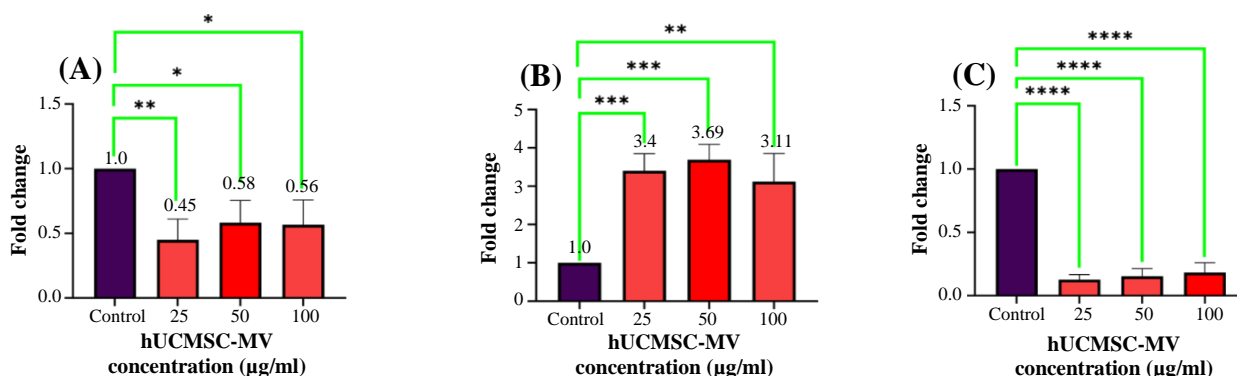 (A)
*
*
**
Fold change
1.5
1.0
0.5
0.0
1.0
0.45
0.58
0.56
Control 25 50 100
hUCMSC-MV
concentration (µg/ml)
(B)
**
***
***
Fold change
5
4
3
2
1
0
1.0
3.4
3.69
3.11
Control 25 50 100
hUCMSC-MV
concentration (µg/ml)
(C)
****
****
****
Fold change
1.5
1.0
0.5
0.0
Control 25 50 100
hUCMSC-MV
concentration (µg/ml)